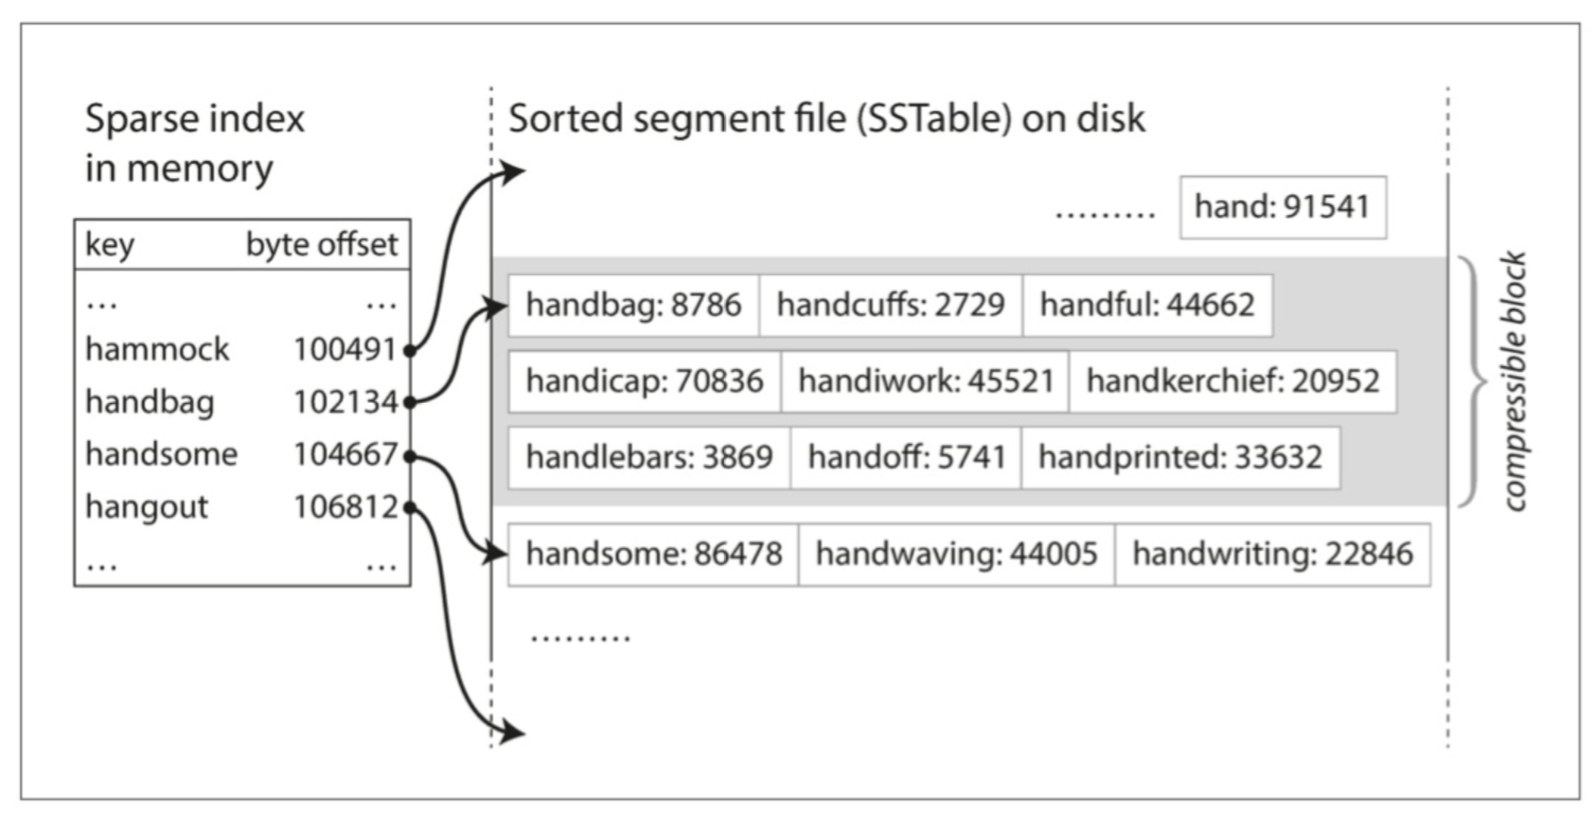 Sparse index
in memory
key byte offset
... ...
hammock 100491
handbag 102134
handsome 104667
hangout 106812
... ...
Sorted segment file (SSTable) on disk
......... hand: 91541
handbag: 8786 handcuffs: 2729 handful: 44662
handicap: 70836 handiwork: 45521 handkerchief: 20952
handlebars: 3869 handoff: 5741 handprinted: 33632
handsome: 86478 handwaving: 44005 handwriting: 22846
.........
compressible block